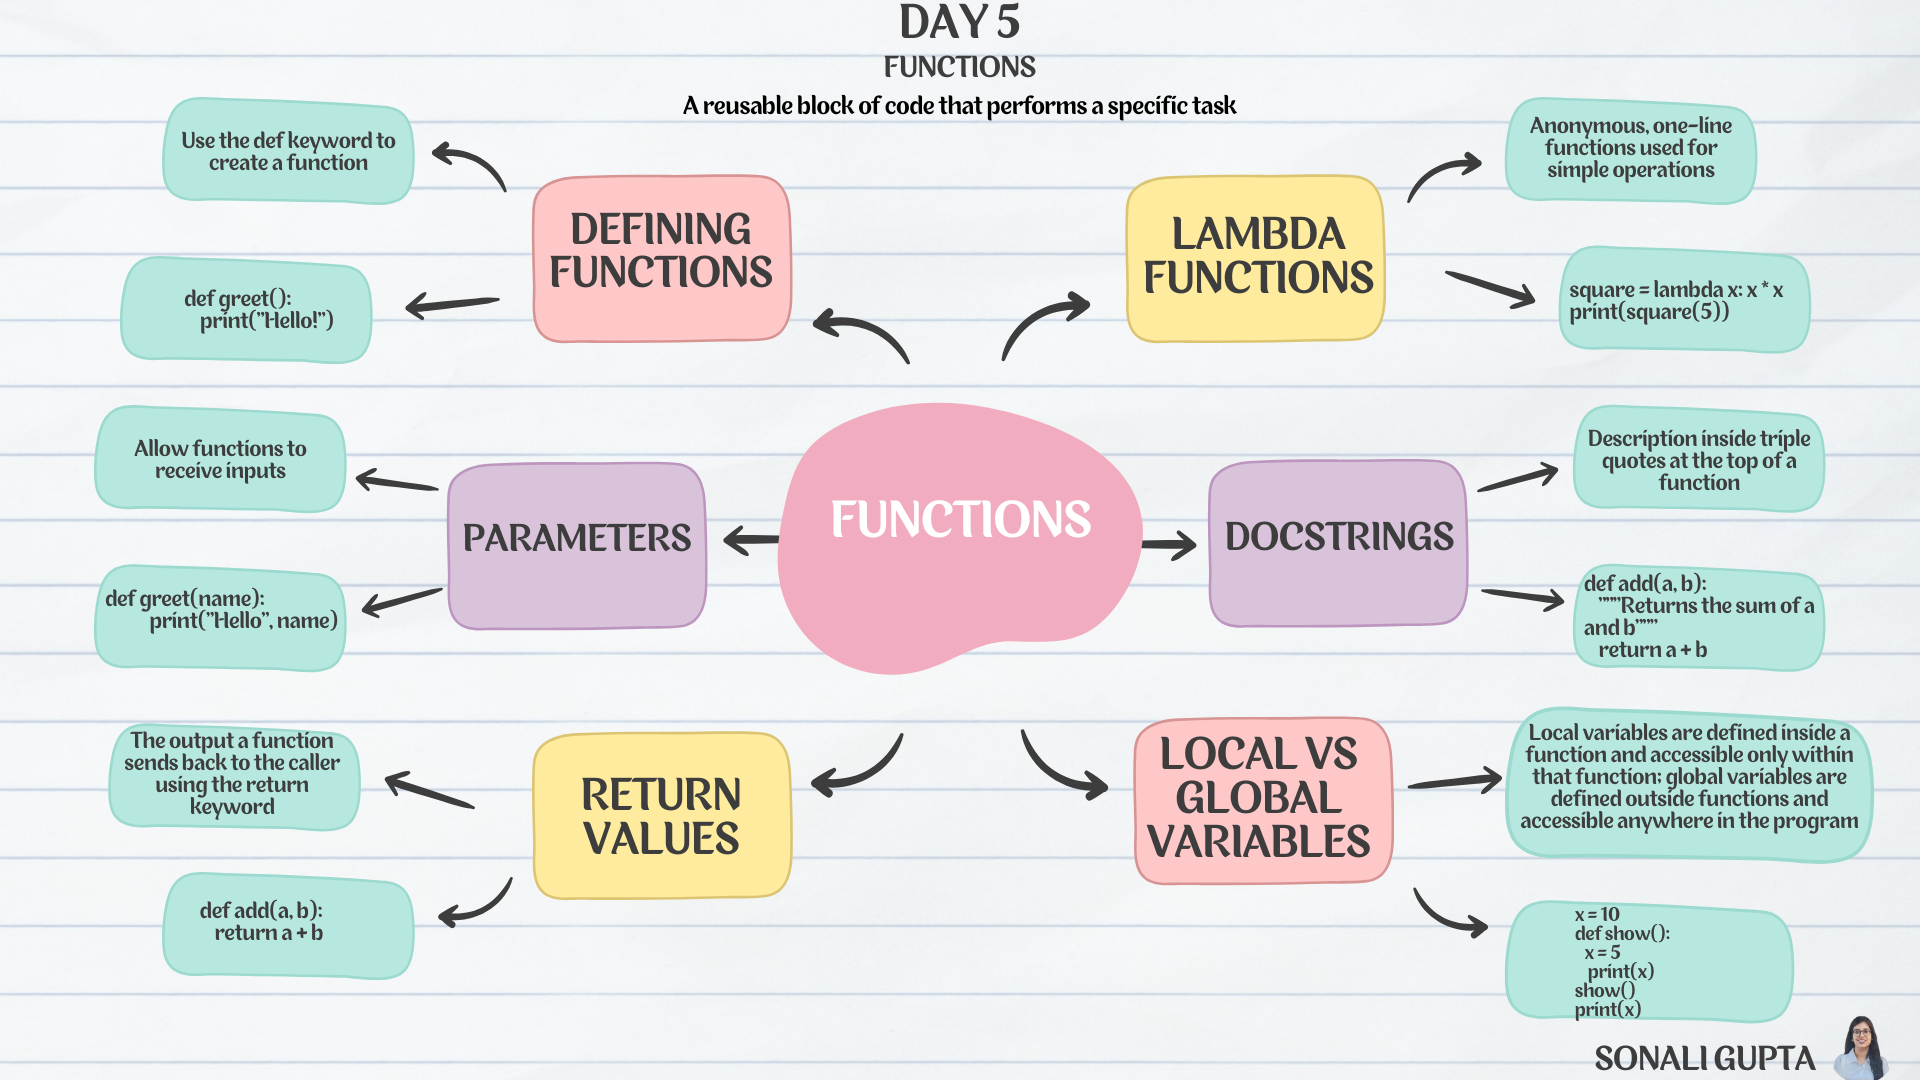 DAY 5
FUNCTIONS
A reusable block of code that performs a specific task
Use the def keyword to
create a function
DEFINING
FUNCTIONS
def greet():
print("Hello!")
Allow functions to
receive inputs
PARAMETERS
def greet(name):
print("Hello", name)
The output a function
sends back to the caller
using the return
keyword
RETURN
VALUES
def add(a, b):
return a + b
FUNCTIONS
LAMBDA
FUNCTIONS
Anonymous, one-line
functions used for
simple operations
square = lambda x: x * x
print(square(5))
DOCSTRINGS
Description inside triple
quotes at the top of a
function
def add(a, b):
"""Returns the sum of a
and b"""
return a + b
LOCAL VS
GLOBAL
VARIABLES
Local variables are defined inside a
function and accessible only within
that function; global variables are
defined outside functions and
accessible anywhere in the program
x = 10
def show():
x = 5
print(x)
show()
print(x)
SONALI GUPTA